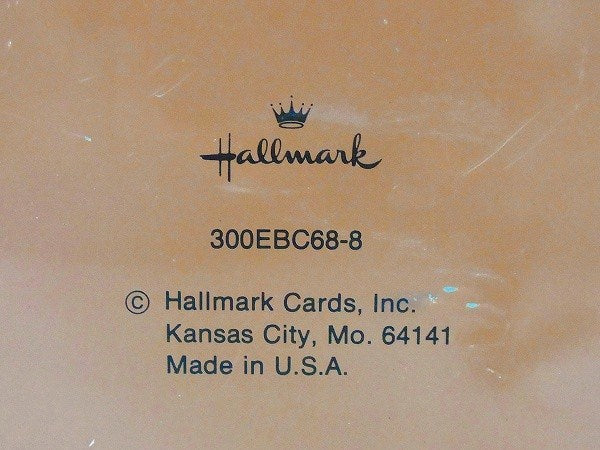 Hallmark
300EBC68-8
© Hallmark Cards, Inc.
Kansas City, Mo. 64141
Made in U.S.A.